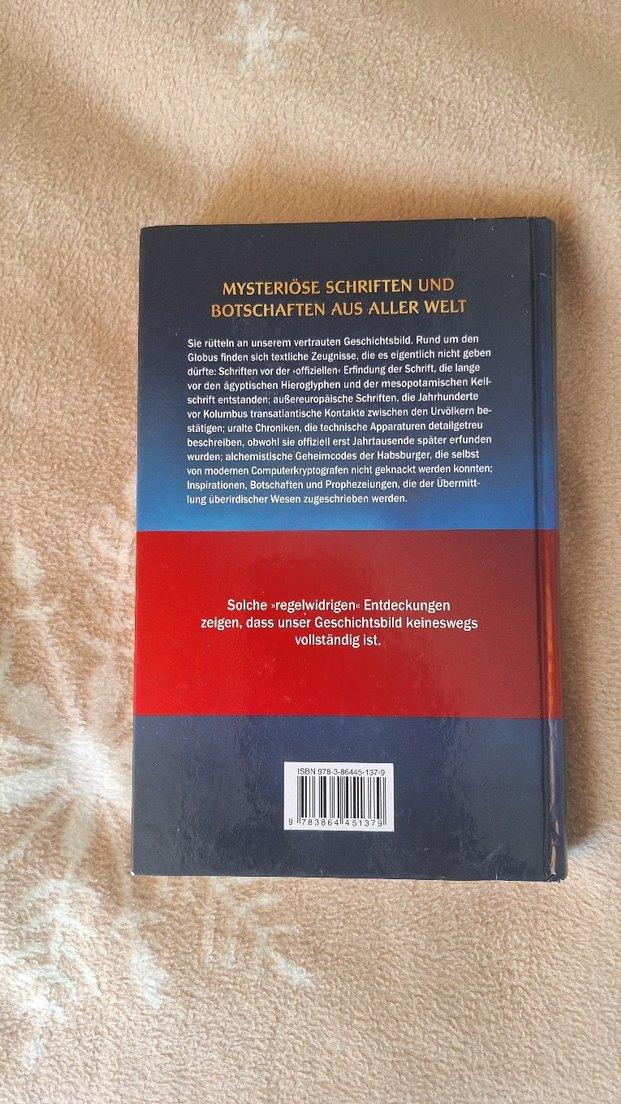 MYSTERIÖSE SCHRIFTEN UND
BOTSCHAFTEN AUS ALLER WELT
Sie rütteln an unserem vertrauten Geschichtsbild. Rund um den
Globus finden sich textliche Zeugnisse, die es eigentlich nicht geben
dürfte: Schriften vor der »offiziellen« Erfindung der Schrift, die lange
vor den ägyptischen Hieroglyphen und der mesopotamischen Keil-
schrift entstanden; außereuropäische Schriften, die Jahrhunderte
vor Kolumbus transatlantische Kontakte zwischen den Urvölkern be-
stätigen; uralte Chroniken, die technische Apparaturen detailgetreu
beschreiben, obwohl sie offiziell erst Jahrtausende später erfunden
wurden; alchemistische Geheimcodes der Habsburger, die selbst
von modernen Computerkryptografen nicht geknackt werden konnten;
Inspirationen, Botschaften und Prophezeiungen, die der Übermitt-
lung überirdischer Wesen zugeschrieben werden.
Solche »regelwidrigen« Entdeckungen
zeigen, dass unser Geschichtsbild keineswegs
vollständig ist.
ISBN 978-3-86445-137-9
9 783864 451379